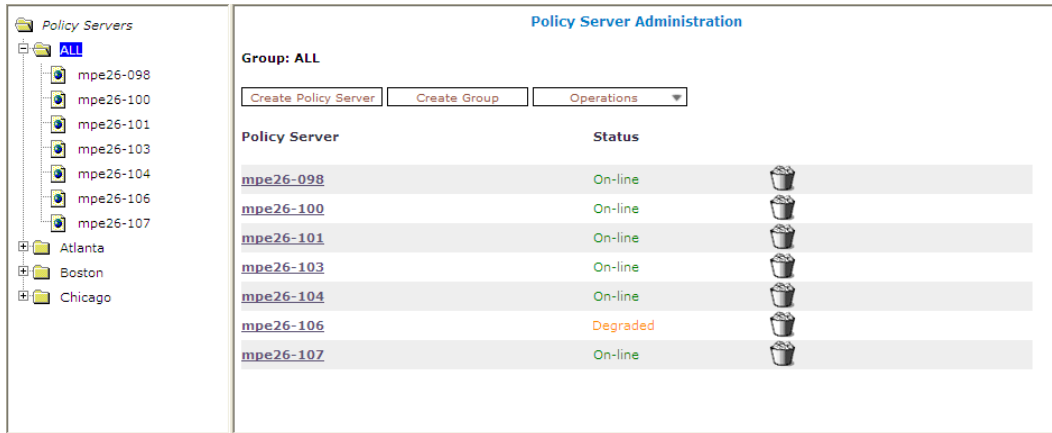 Policy Servers
ALL
mpe26-098
mpe26-100
mpe26-101
mpe26-103
mpe26-104
mpe26-106
mpe26-107
Atlanta
Boston
Chicago
Policy Server Administration
Group: ALL
Create Policy Server Create Group Operations
Policy Server Status
mpe26-098 On-line
mpe26-100 On-line
mpe26-101 On-line
mpe26-103 On-line
mpe26-104 On-line
mpe26-106 Degraded
mpe26-107 On-line